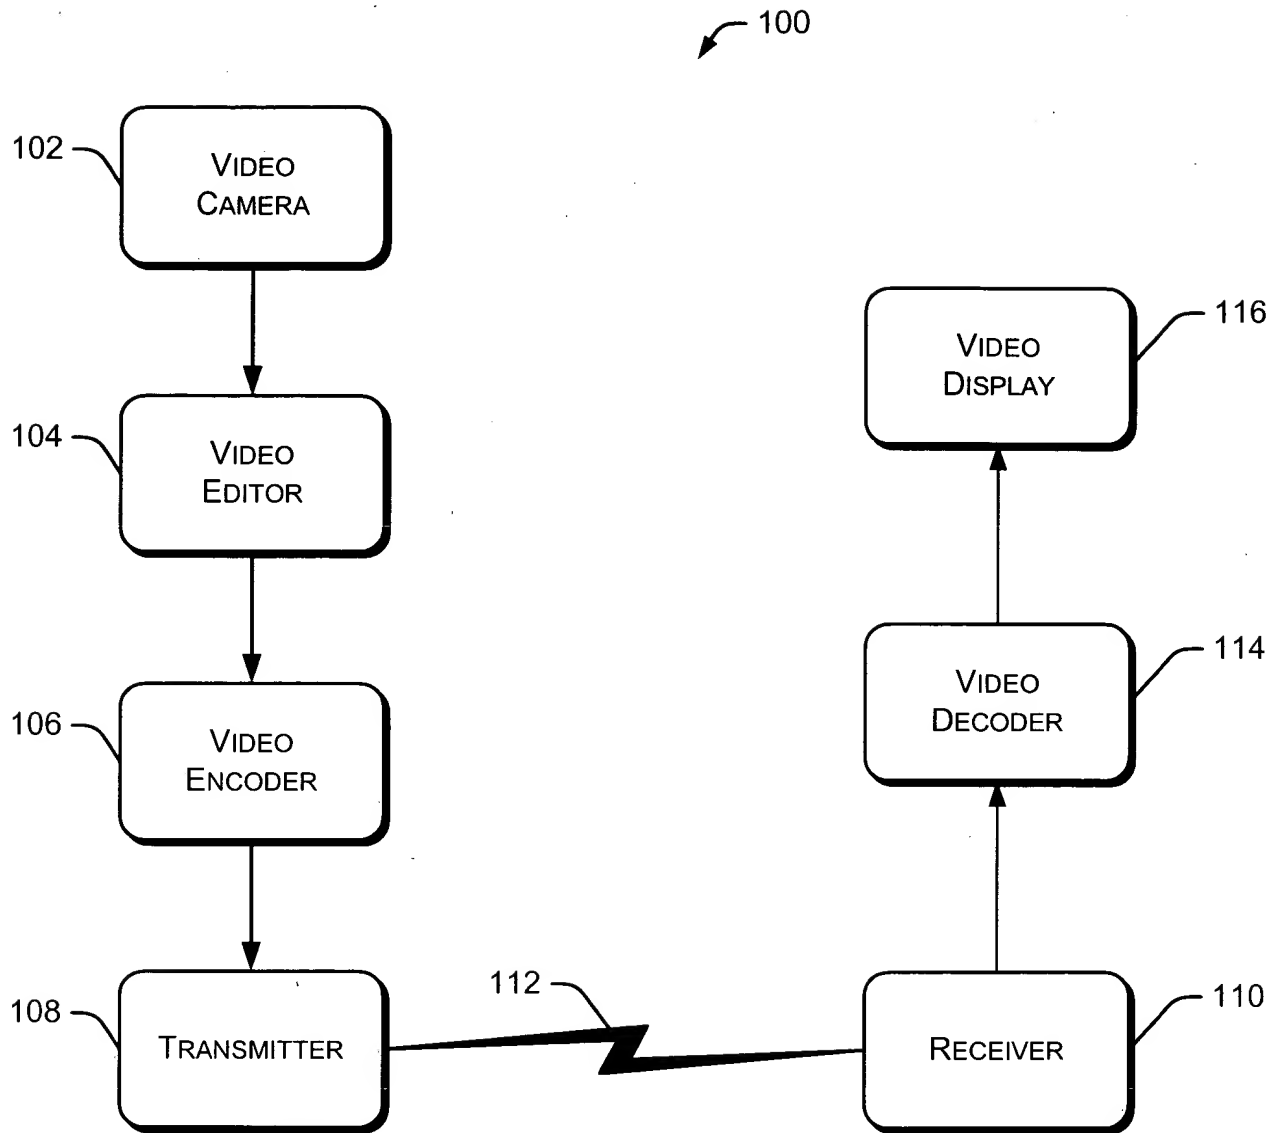 100
102
VIDEO
CAMERA
116
VIDEO
DISPLAY
104
VIDEO
EDITOR
114
VIDEO
DECODER
106
VIDEO
ENCODER
112
110
108
TRANSMITTER
RECEIVER